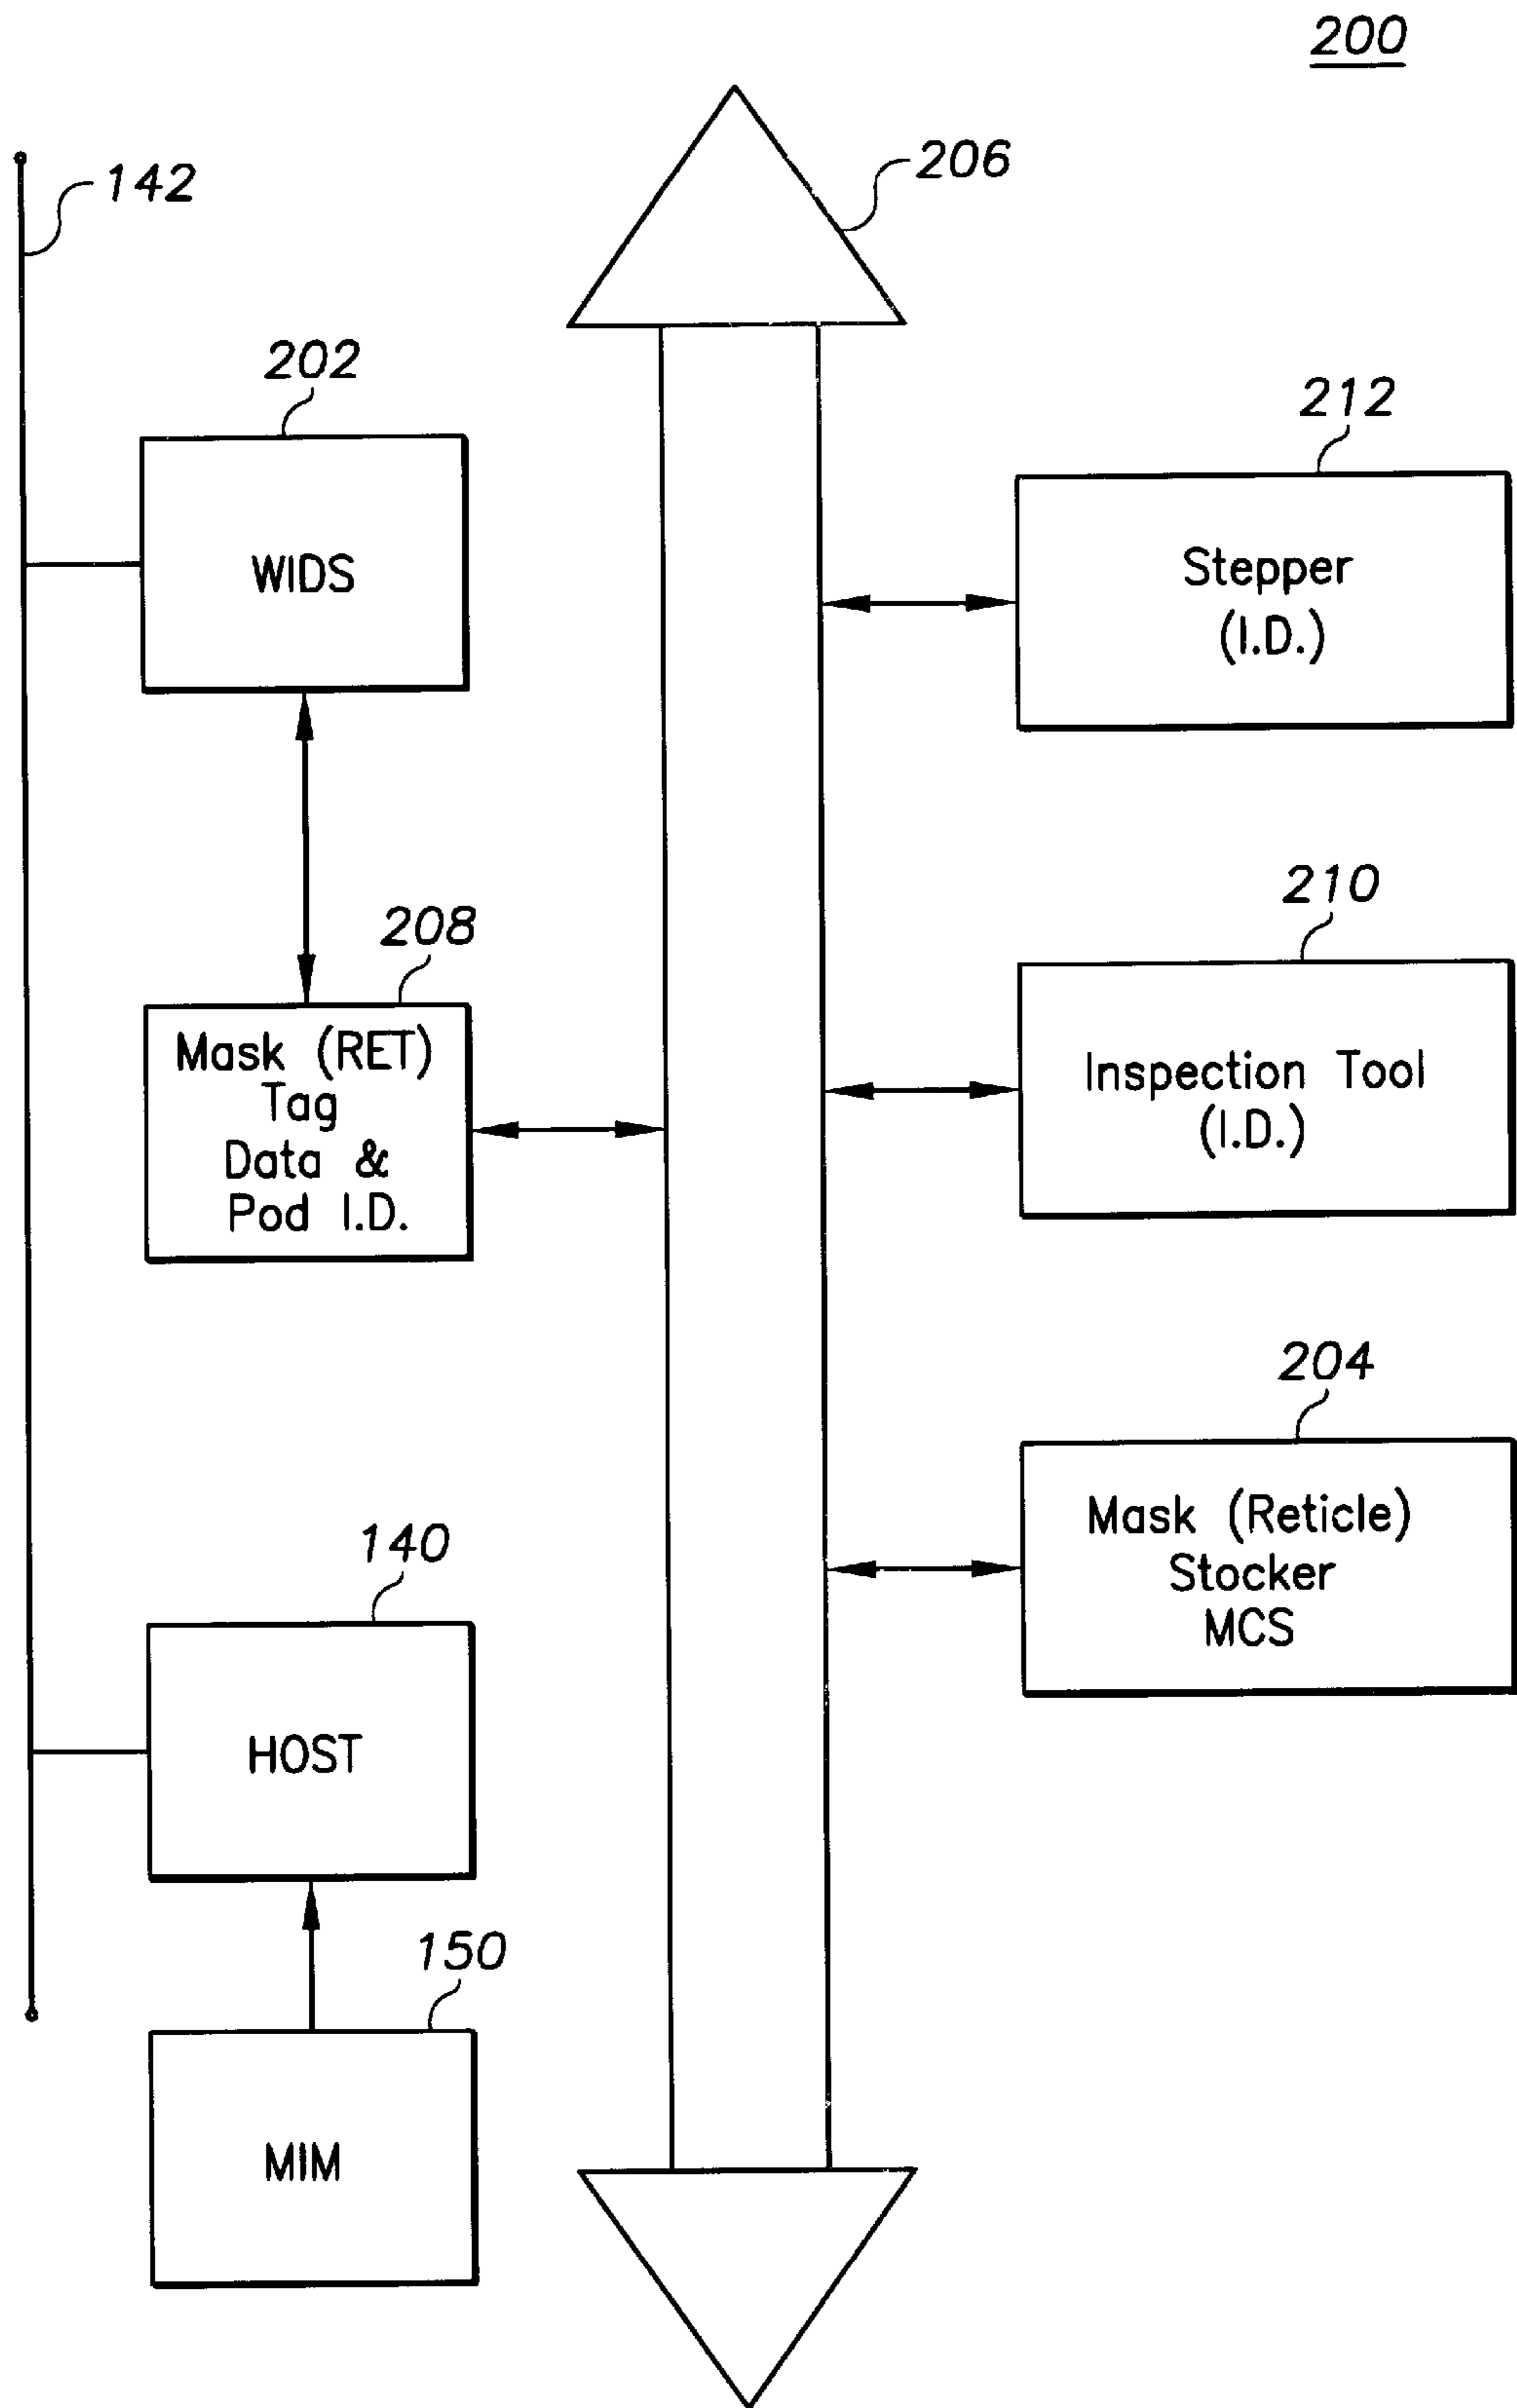 200
206
142
202
WIDS
212
Stepper
(I.D.)
208
Mask (RET)
Tag
Data &
Pod I.D.
210
Inspection Tool
(I.D.)
204
Mask (Reticle)
Stocker
MCS
140
HOST
150
MIM